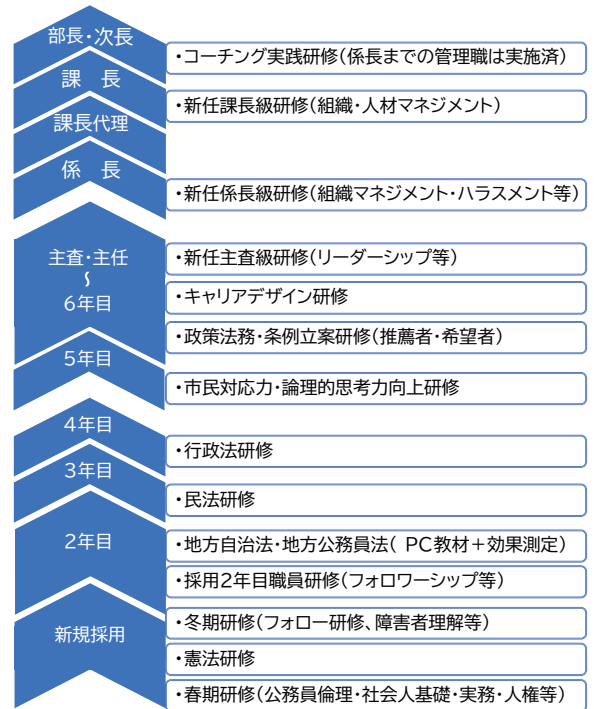 部長・次長
・コーチング実践研修（係長までの管理職は実施済）
課　長
・新任課長級研修（組織・人材マネジメント）
課長代理
係　長
・新任係長級研修（組織マネジメント・ハラスメント等）
主査・主任
～
6年目
・新任主査級研修（リーダーシップ等）
・キャリアデザイン研修
・政策法務・条例立案研修（推薦者・希望者）
5年目
・市民対応力・論理的思考力向上研修
4年目
・行政法研修
3年目
・民法研修
2年目
・地方自治法・地方公務員法（ PC教材＋効果測定）
・採用2年目職員研修（フォロワーシップ等）
新規採用
・冬期研修（フォロー研修、障害者理解等）
・憲法研修
・春期研修（公務員倫理・社会人基礎・実務・人権等）